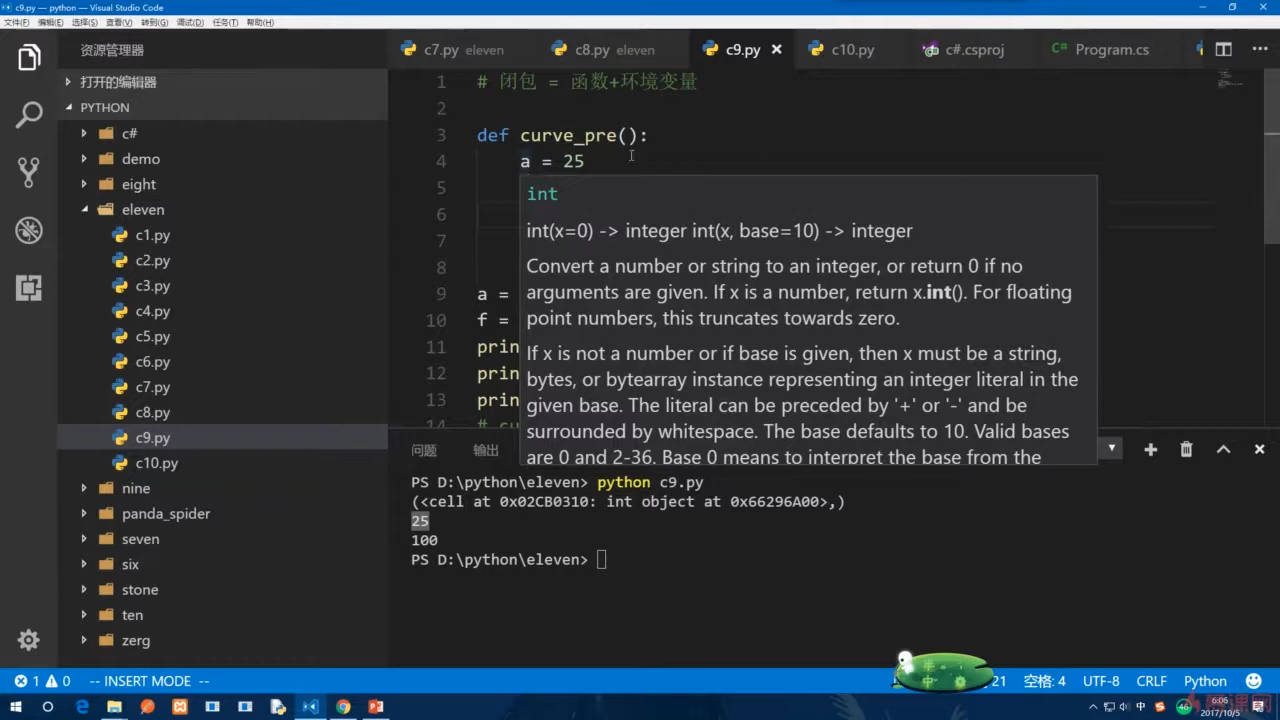 c9.py - python - Visual Studio Code
文件(F) 编辑(E) 选择(S) 查看(V) 转到(G) 调试(D) 任务(T) 帮助(H)
资源管理器
c7.py eleven
c8.py eleven
c9.py
c10.py
c#.csproj
C# Program.cs
打开的编辑器
PYTHON
c#
demo
eight
eleven
c1.py
c2.py
c3.py
c4.py
c5.py
c6.py
c7.py
c8.py
c9.py
c10.py
nine
panda_spider
seven
six
stone
ten
zerg
1 # 闭包 = 函数+环境变量
2
3 def curve_pre():
4 a = 25
5
6
7
8
9 a =
10 f =
11 prin
12 prin
13 prin
14 # cu
int
int(x=0) -> integer int(x, base=10) -> integer
Convert a number or string to an integer, or return 0 if no
arguments are given. If x is a number, return x.int(). For floating
point numbers, this truncates towards zero.
If x is not a number or if base is given, then x must be a string,
bytes, or bytearray instance representing an integer literal in the
given base. The literal can be preceded by '+' or '-' and be
surrounded by whitespace. The base defaults to 10. Valid bases
are 0 and 2-36. Base 0 means to interpret the base from the
问题 输出
PS D:\python\eleven> python c9.py
(<cell at 0x02CB0310: int object at 0x66296A00>,)
25
100
PS D:\python\eleven>
1 0 -- INSERT MODE --
21 空格: 4 UTF-8 CRLF Python
半
中
中
6:06
2017/10/5